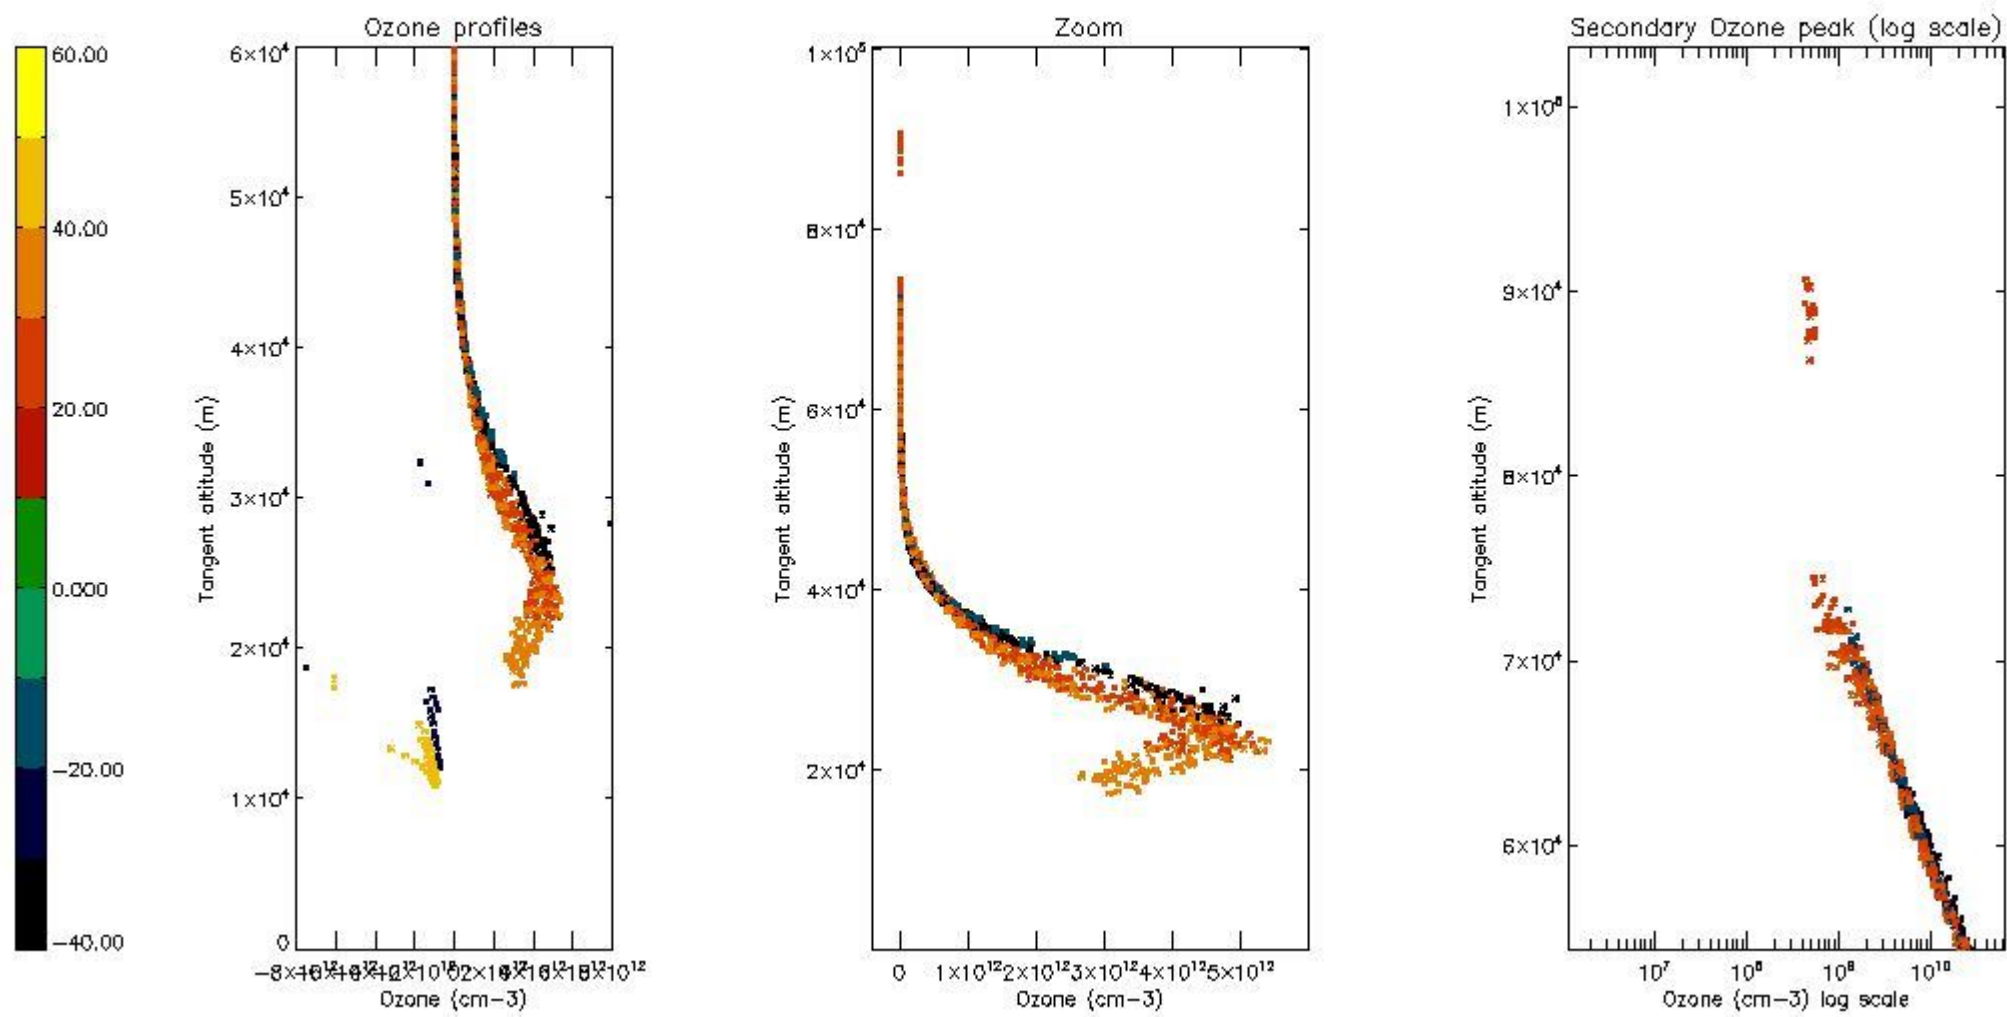 Ozone profiles
Zoom
Secondary Ozone peak (log scale)
60.00
40.00
20.00
0.000
−20.00
−40.00
6×10⁴
5×10⁴
4×10⁴
3×10⁴
2×10⁴
1×10⁴
0
Tangent altitude (m)
Ozone (cm−3)
1×10⁵
8×10⁴
6×10⁴
4×10⁴
2×10⁴
Tangent altitude (m)
0 1×10¹² 2×10¹² 3×10¹² 4×10¹² 5×10¹²
Ozone (cm−3)
9×10⁴
8×10⁴
7×10⁴
6×10⁴
Tangent altitude (m)
10⁷ 10⁸ 10⁹ 10¹⁰
Ozone (cm−3) log scale